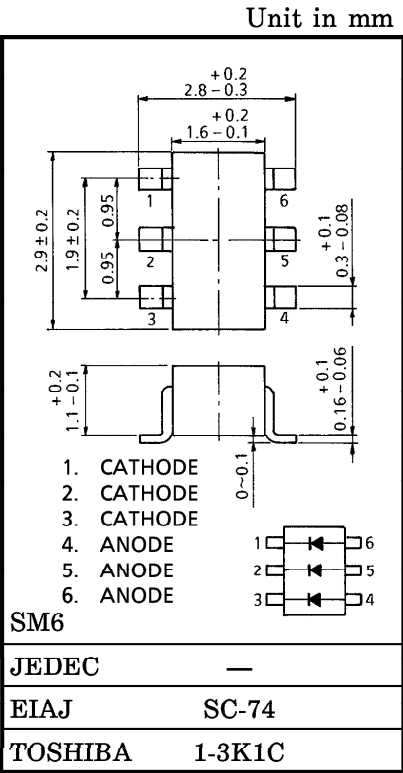 Unit in mm
+0.2
2.8 – 0.3
+0.2
1.6 – 0.1
2.9 ± 0.2
1.9 ± 0.2
0.95
0.95
1
2
3
6
5
4
+0.1
0.3 – 0.08
+0.2
1.1 – 0.1
0~0.1
+0.1
0.16 – 0.06
1. CATHODE
2. CATHODE
3. CATHODE
4. ANODE
5. ANODE
6. ANODE
1 6
2 5
3 4
SM6
JEDEC —
EIAJ SC-74
TOSHIBA 1-3K1C